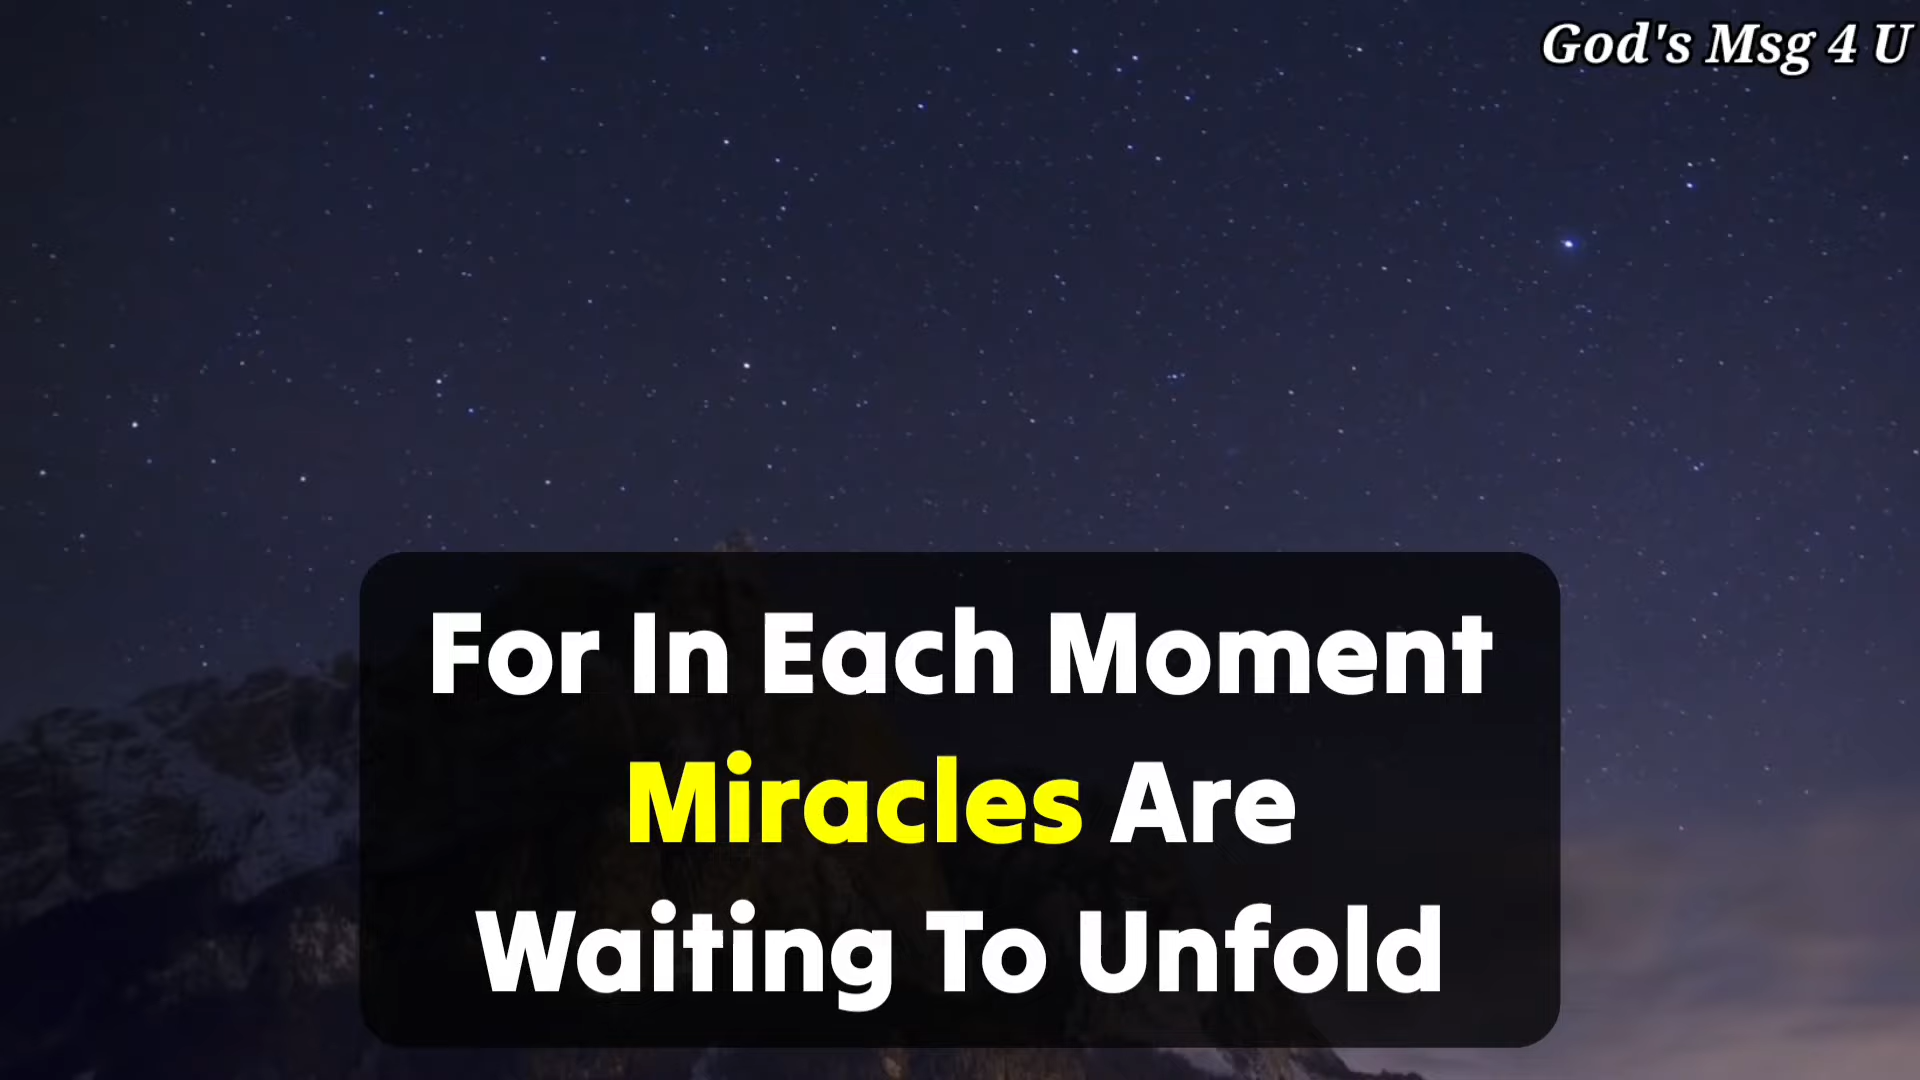 God's Msg 4 U
For In Each Moment
Miracles Are
Waiting To Unfold